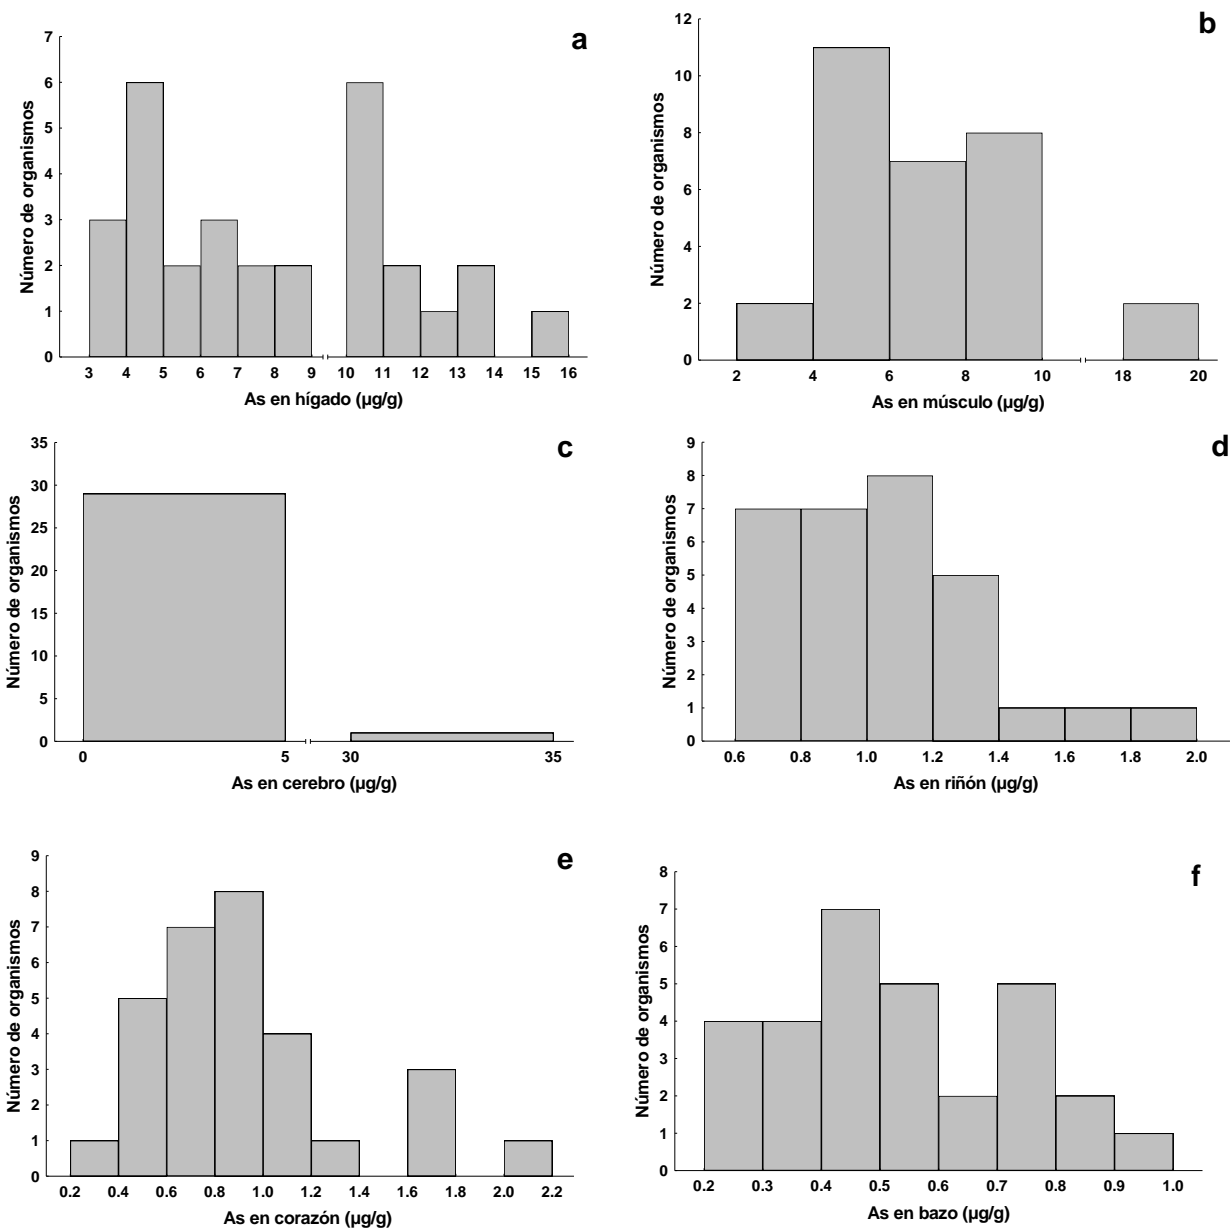 a
7
6
5
4
3
2
1
0
Número de organismos
3 4 5 6 7 8 9 10 11 12 13 14 15 16
As en hígado (µg/g)
b
12
10
8
6
4
2
0
Número de organismos
2 4 6 8 10 18 20
As en músculo (µg/g)
c
35
30
25
20
15
10
5
0
Número de organismos
0 5 30 35
As en cerebro (µg/g)
d
9
8
7
6
5
4
3
2
1
0
Número de organismos
0.6 0.8 1.0 1.2 1.4 1.6 1.8 2.0
As en riñón (µg/g)
e
9
8
7
6
5
4
3
2
1
0
Número de organismos
0.2 0.4 0.6 0.8 1.0 1.2 1.4 1.6 1.8 2.0 2.2
As en corazón (µg/g)
f
8
7
6
5
4
3
2
1
0
Número de organismos
0.2 0.3 0.4 0.5 0.6 0.7 0.8 0.9 1.0
As en bazo (µg/g)